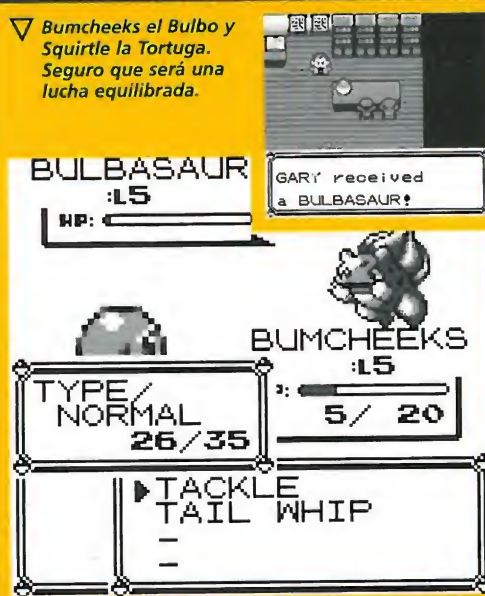 Bumcheeks el Bulbo y
Squirtle la Tortuga.
Seguro que será una
lucha equilibrada.
GARY received
a BULBASAUR!
BULBASAUR
:L5
HP:
BUMCHEEKS
:L5
5/ 20
TYPE/
NORMAL
26/35
TACKLE
TAIL WHIP